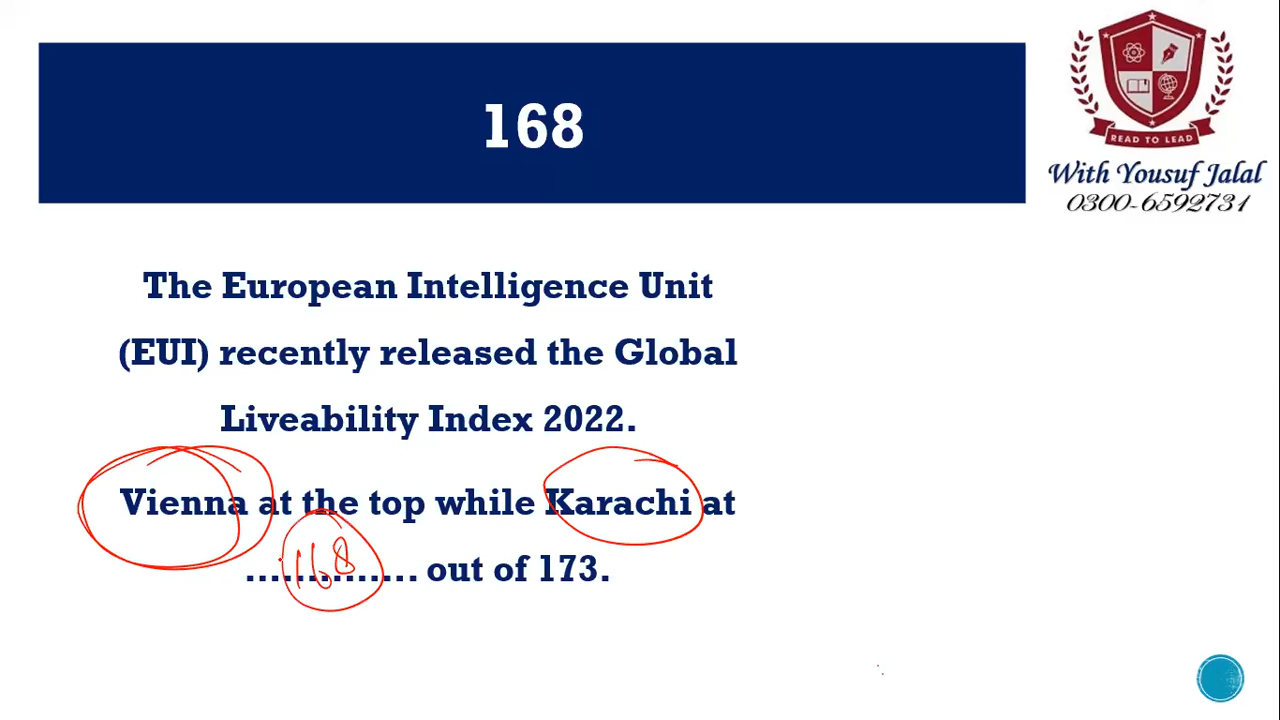 168
READ TO LEAD
With Yousuf Jalal
0300-6592731
The European Intelligence Unit
(EUI) recently released the Global
Liveability Index 2022.
Vienna at the top while Karachi at
.............. out of 173.
168